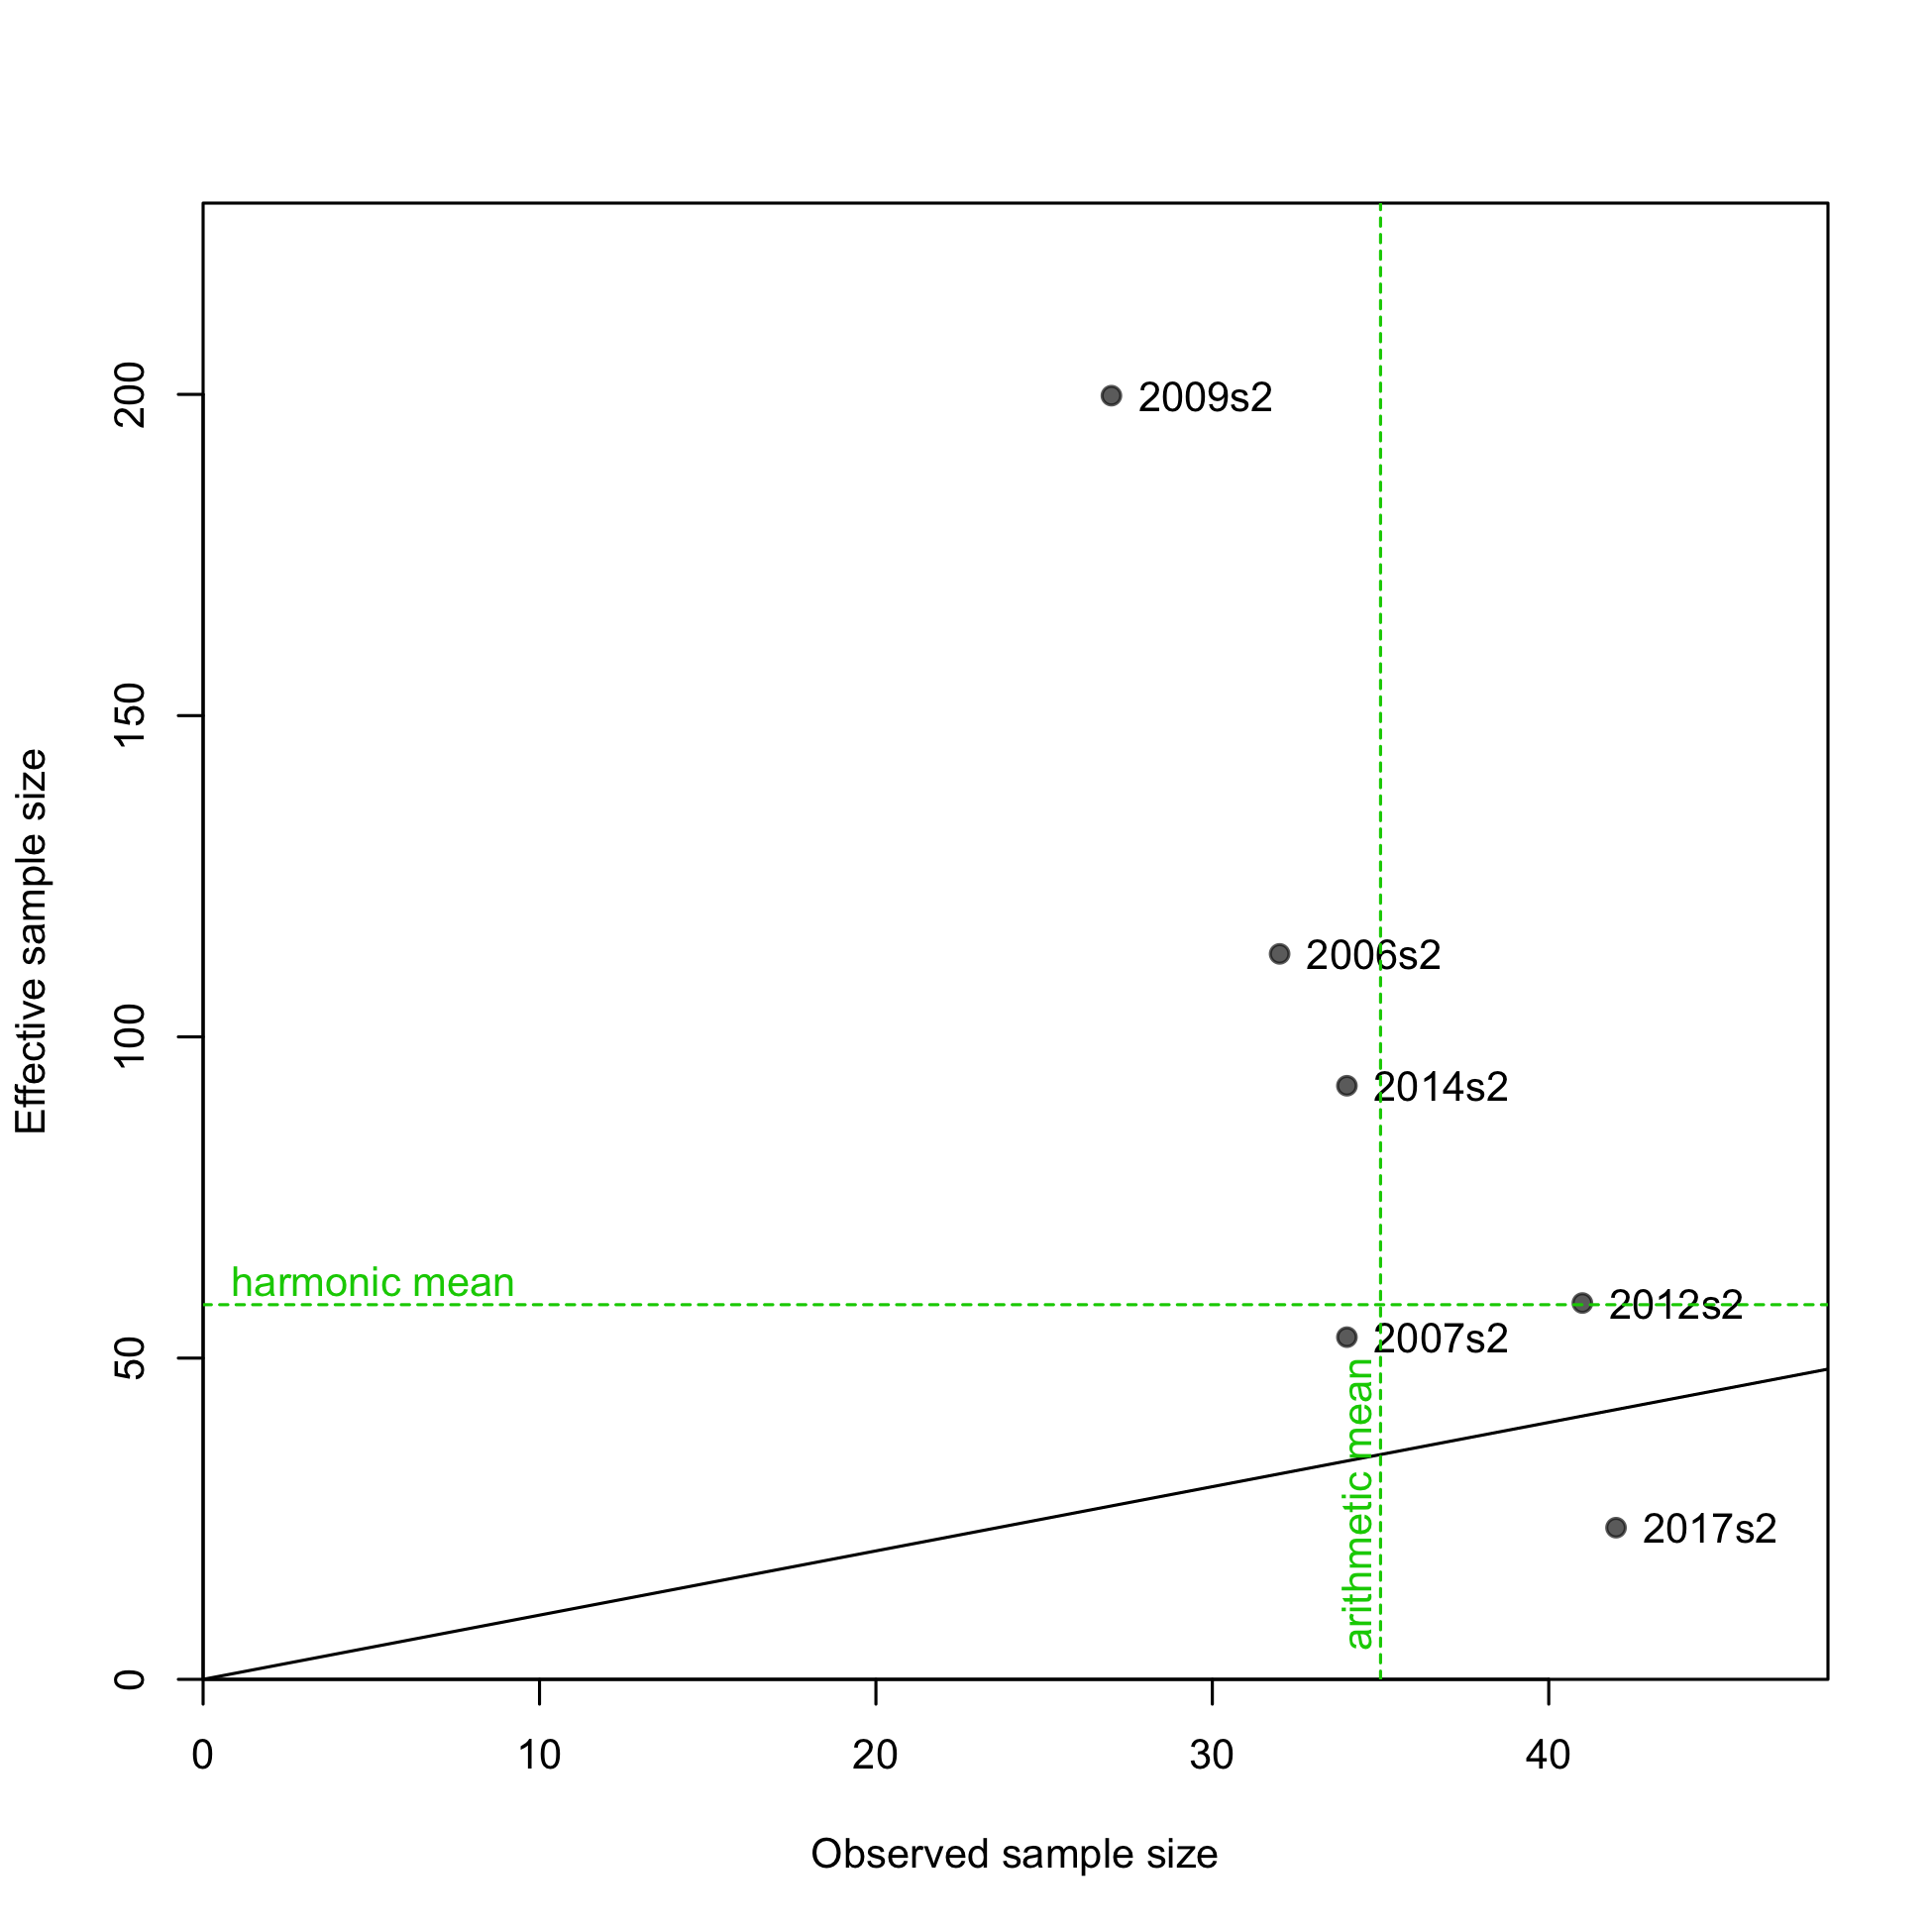 200
150
100
50
0
Effective sample size
2009s2
2006s2
2014s2
harmonic mean
2012s2
2007s2
arithmetic mean
2017s2
0
10
20
30
40
Observed sample size